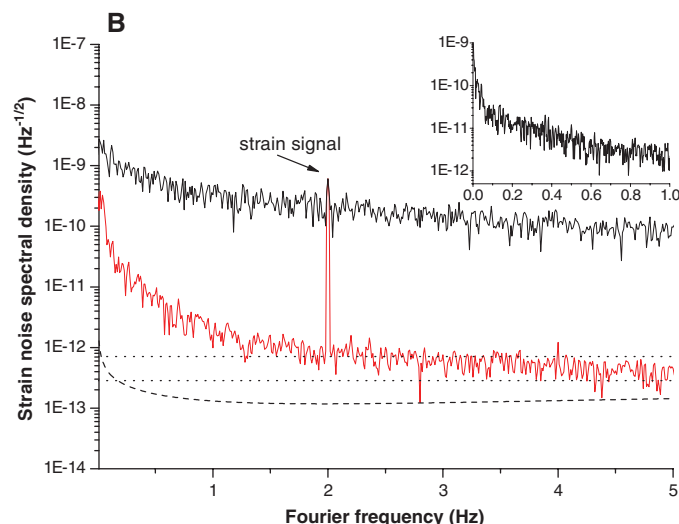 B
Strain noise spectral density (Hz-1/2)
1E-7
1E-8
1E-9
1E-10
1E-11
1E-12
1E-13
1E-14
strain signal
1E-9
1E-10
1E-11
1E-12
0.0 0.2 0.4 0.6 0.8 1.0
1 2 3 4 5
Fourier frequency (Hz)